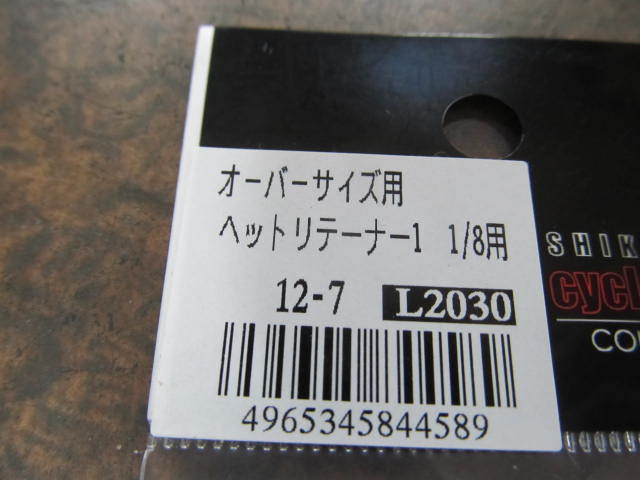 オーバーサイズ用
ヘットリテーナー1 1/8用
12-7 L2030
4965345844589
SHIK
cycl
COU